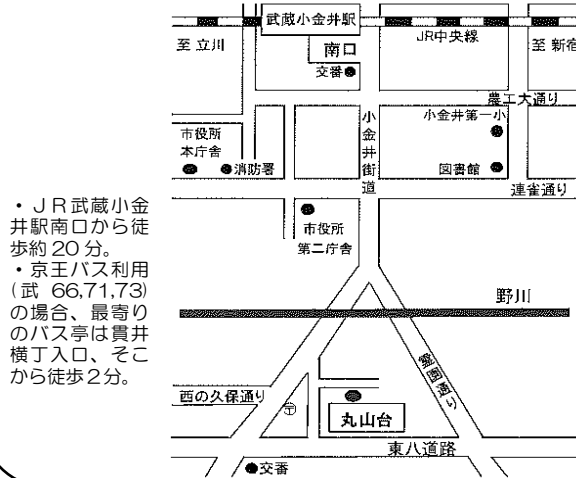 武蔵小金井駅
至 立川
南口
JR中央線
至 新宿
交番
農工大通り
小金井街道
小金井第一小
市役所
本庁舎
消防署
図書館
連雀通り
市役所
第二庁舎
・ＪＲ武蔵小金
井駅南口から徒
歩約20分。
・京王バス利用
(武 66,71,73)
の場合、最寄り
のバス亭は貫井
横丁入口、そこ
から徒歩２分。
野川
霊園通り
西の久保通り
〒
丸山台
東八道路
交番